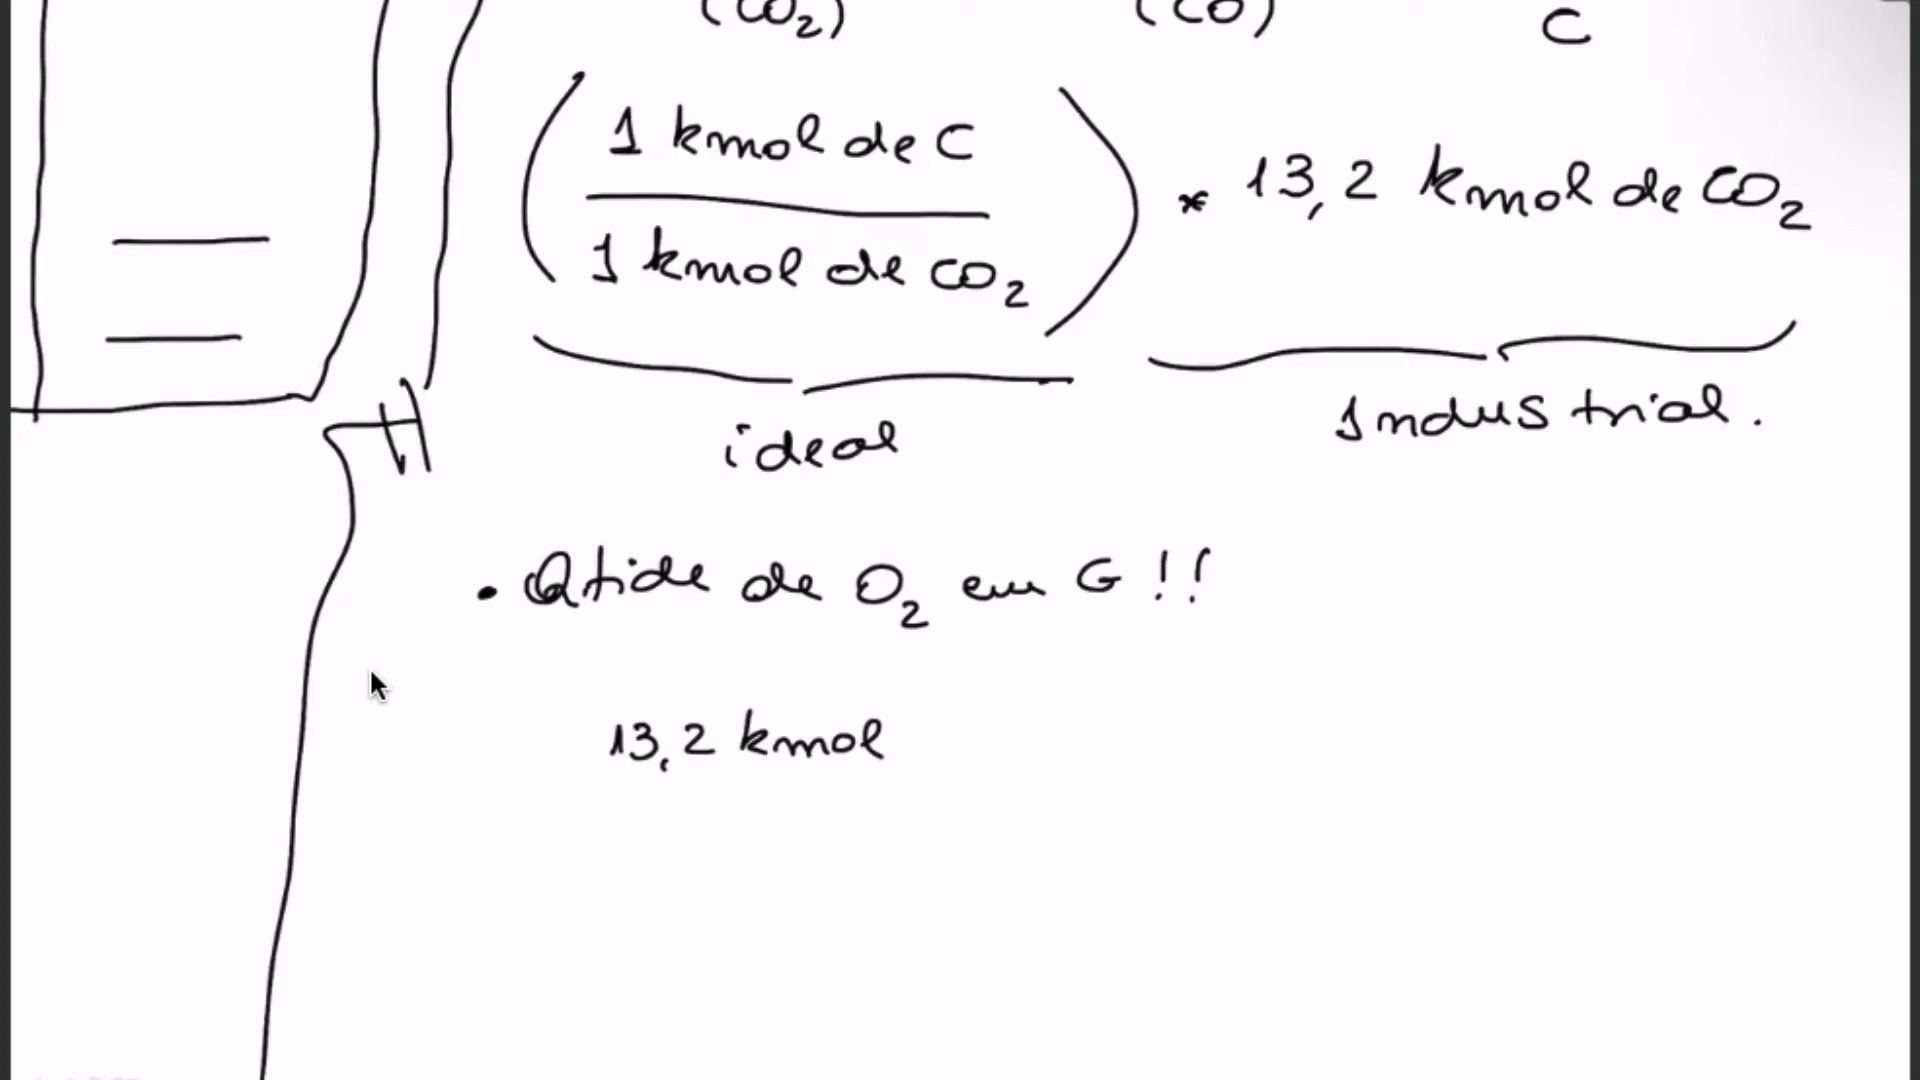 (CO₂) (CO) C
(1 kmol de C / 1 kmol de CO₂) * 13,2 kmol de CO₂
ideal Industrial.
• Qtide de O₂ em G!!
13,2 kmol